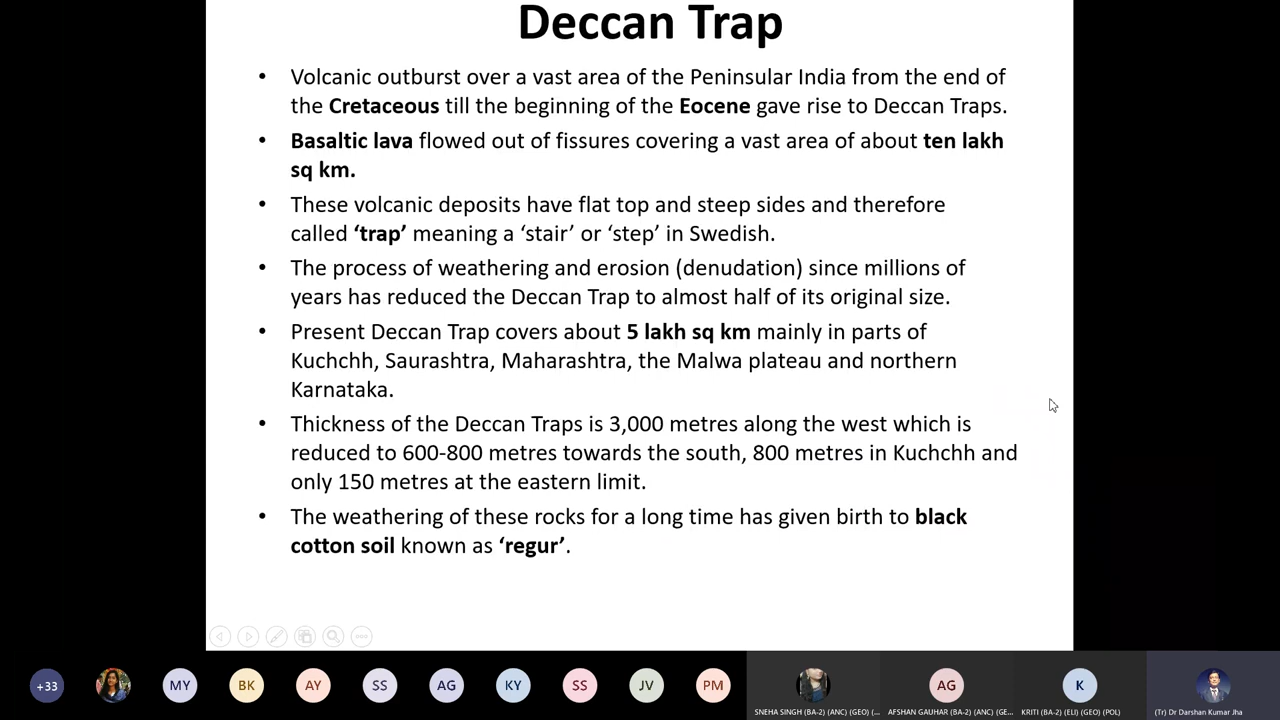 Deccan Trap
• Volcanic outburst over a vast area of the Peninsular India from the end of
the Cretaceous till the beginning of the Eocene gave rise to Deccan Traps.
• Basaltic lava flowed out of fissures covering a vast area of about ten lakh
sq km.
• These volcanic deposits have flat top and steep sides and therefore
called ‘trap’ meaning a ‘stair’ or ‘step’ in Swedish.
• The process of weathering and erosion (denudation) since millions of
years has reduced the Deccan Trap to almost half of its original size.
• Present Deccan Trap covers about 5 lakh sq km mainly in parts of
Kuchchh, Saurashtra, Maharashtra, the Malwa plateau and northern
Karnataka.
• Thickness of the Deccan Traps is 3,000 metres along the west which is
reduced to 600-800 metres towards the south, 800 metres in Kuchchh and
only 150 metres at the eastern limit.
• The weathering of these rocks for a long time has given birth to black
cotton soil known as ‘regur’.
+33 MY BK AY SS AG KY SS JV PM AG K
SNEHA SINGH (BA-2) (ANC) (GEO) (... AFSHAN GAUHAR (BA-2) (ANC) (GE... KRITI (BA-2) (ELI) (GEO) (POL) (Tr) Dr Darshan Kumar Jha